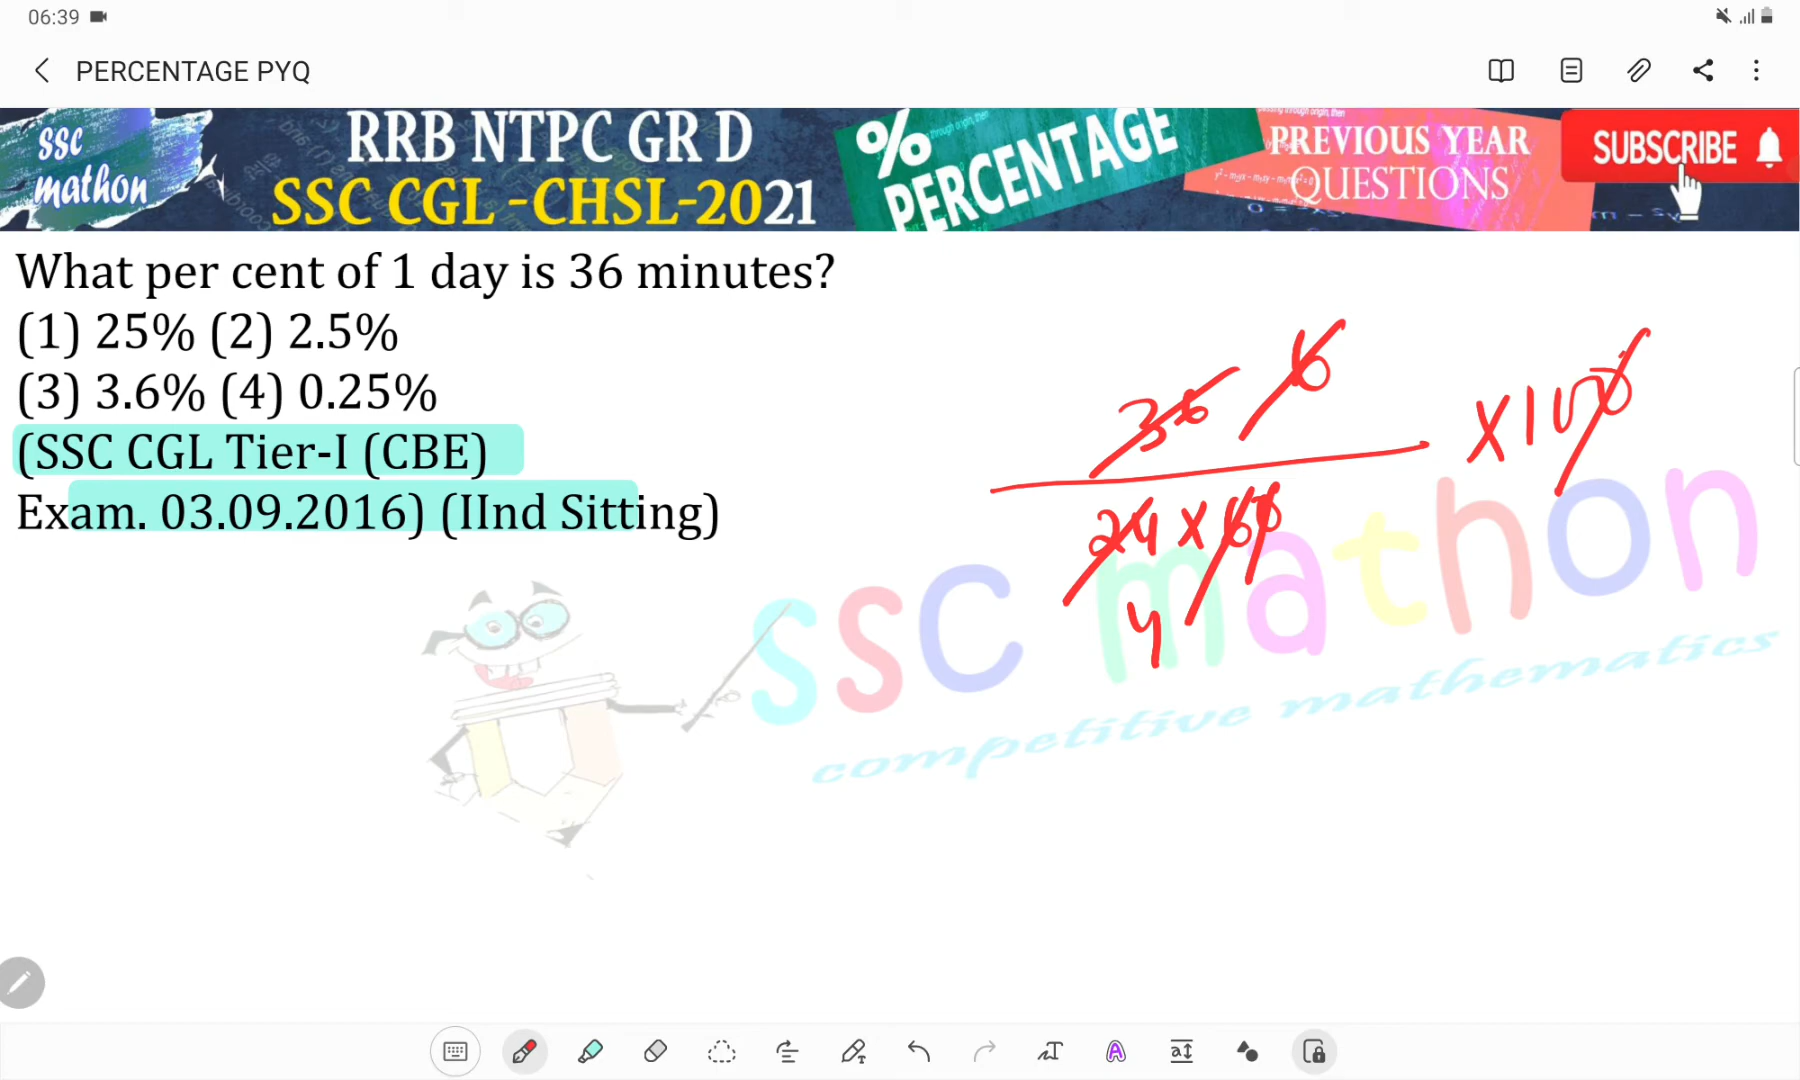 06:39
PERCENTAGE PYQ
SSC
mathon
RRB NTPC GR D
SSC CGL -CHSL-2021
% PERCENTAGE
PREVIOUS YEAR
QUESTIONS
SUBSCRIBE
What per cent of 1 day is 36 minutes?
(1) 25% (2) 2.5%
(3) 3.6% (4) 0.25%
(SSC CGL Tier-I (CBE)
Exam. 03.09.2016) (IInd Sitting)
36 6
24 x 60
x 100
4
SSC mathon
competitive mathematics